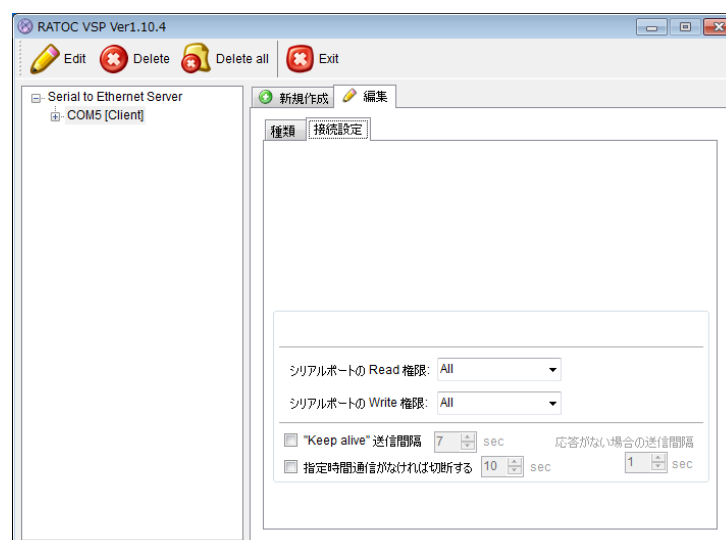 RATOC VSP Ver1.10.4
Edit Delete Delete all Exit
Serial to Ethernet Server
COM5 [Client]
新規作成 編集
種類 接続設定
シリアルポートの Read 権限: All
シリアルポートの Write 権限: All
"Keep alive" 送信間隔 7 sec 応答がない場合の送信間隔
指定時間通信がなければ切断する 10 sec 1 sec